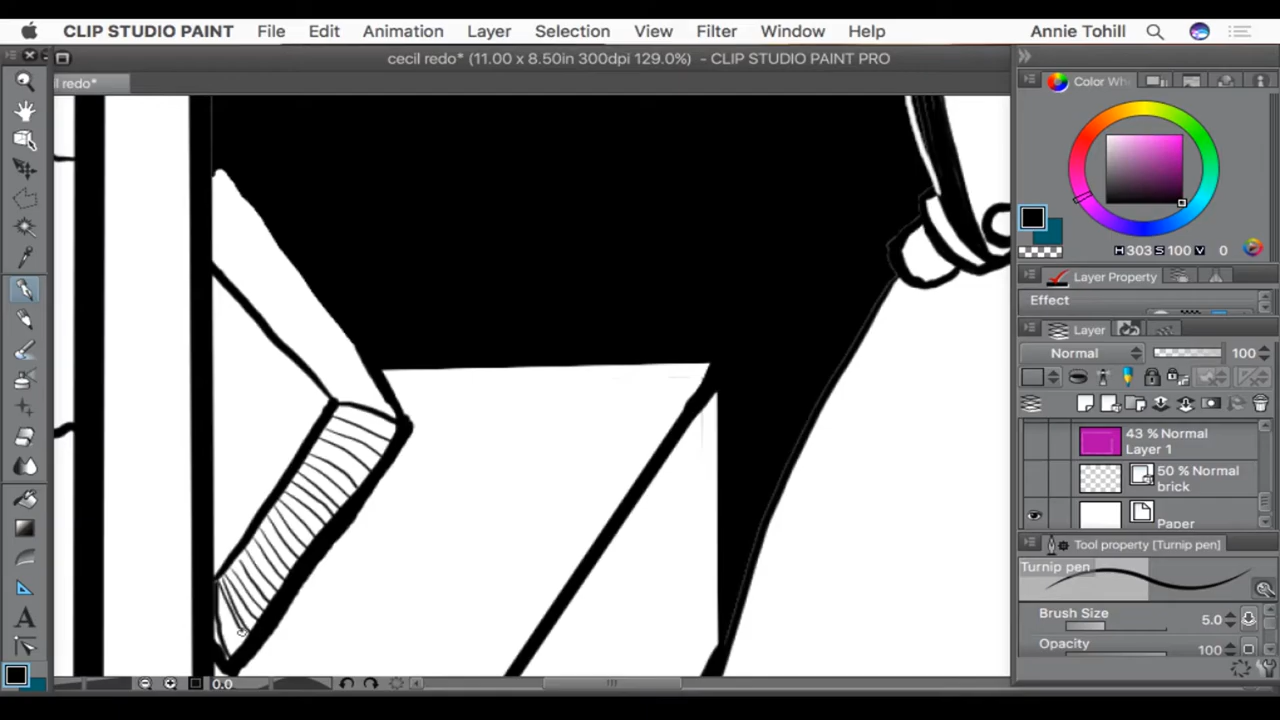 CLIP STUDIO PAINT File Edit Animation Layer Selection View Filter Window Help Annie Tohill
cecil redo* (11.00 x 8.50in 300dpi 129.0%) - CLIP STUDIO PAINT PRO
il redo*
Color Wh
H 303 S 100 V 0
Layer Property
Effect
Layer
Normal 100
43 % Normal
Layer 1
50 % Normal
brick
Paper
Tool property [Turnip pen]
Turnip pen
Brush Size 5.0
Opacity 100
0.0